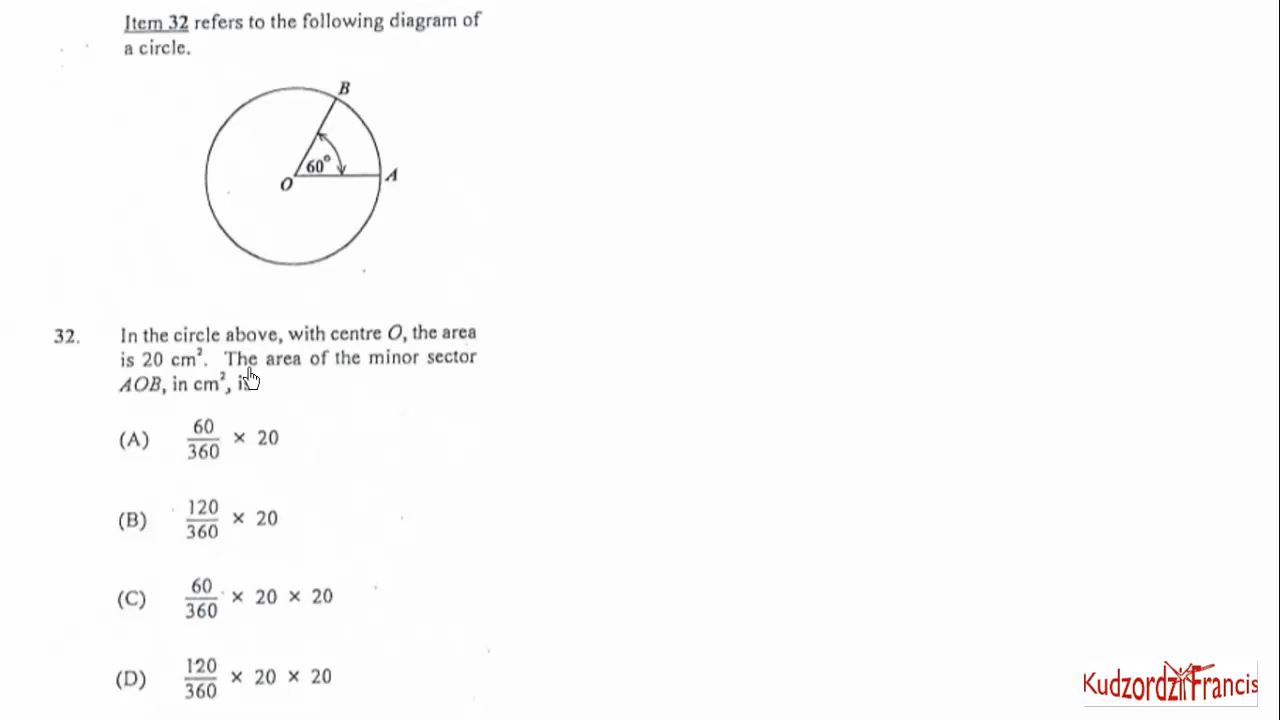 Item 32 refers to the following diagram of
a circle.
B
60°
O
A
32. In the circle above, with centre O, the area
is 20 cm². The area of the minor sector
AOB, in cm², is
(A) 60/360 × 20
(B) 120/360 × 20
(C) 60/360 × 20 × 20
(D) 120/360 × 20 × 20
Kudzordzi Francis